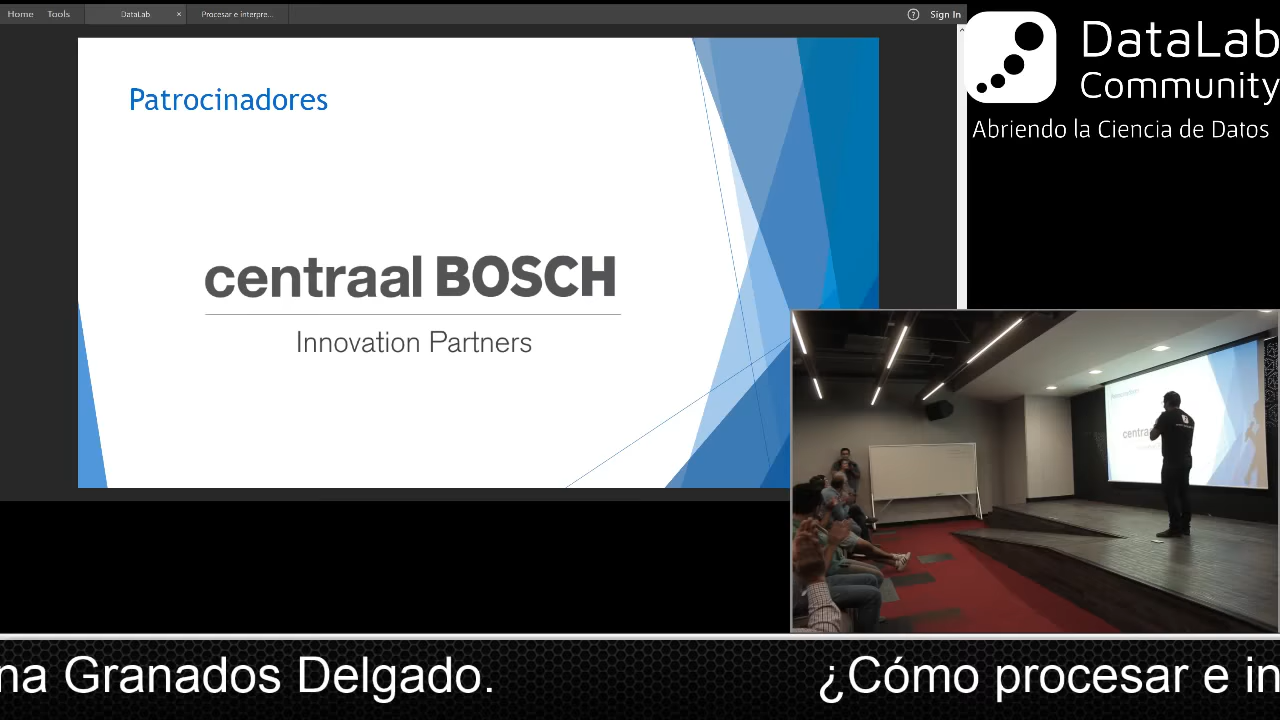 Home Tools DataLab × Procesar e interpre... ? Sign In
DataLab
Community
Abriendo la Ciencia de Datos
Patrocinadores
centraal BOSCH
Innovation Partners
centra
na Granados Delgado. ¿Cómo procesar e in